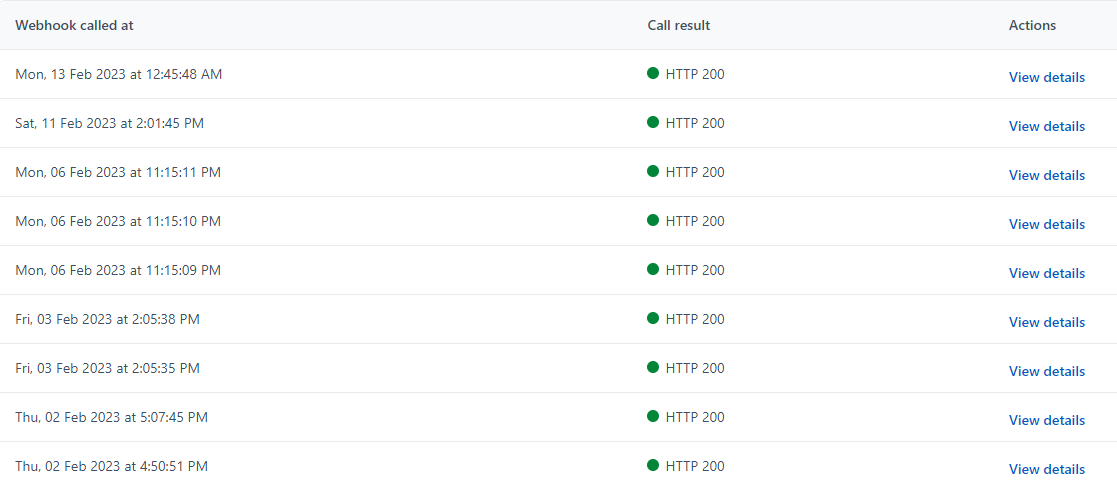 Webhook called at Call result Actions
Mon, 13 Feb 2023 at 12:45:48 AM HTTP 200 View details
Sat, 11 Feb 2023 at 2:01:45 PM HTTP 200 View details
Mon, 06 Feb 2023 at 11:15:11 PM HTTP 200 View details
Mon, 06 Feb 2023 at 11:15:10 PM HTTP 200 View details
Mon, 06 Feb 2023 at 11:15:09 PM HTTP 200 View details
Fri, 03 Feb 2023 at 2:05:38 PM HTTP 200 View details
Fri, 03 Feb 2023 at 2:05:35 PM HTTP 200 View details
Thu, 02 Feb 2023 at 5:07:45 PM HTTP 200 View details
Thu, 02 Feb 2023 at 4:50:51 PM HTTP 200 View details